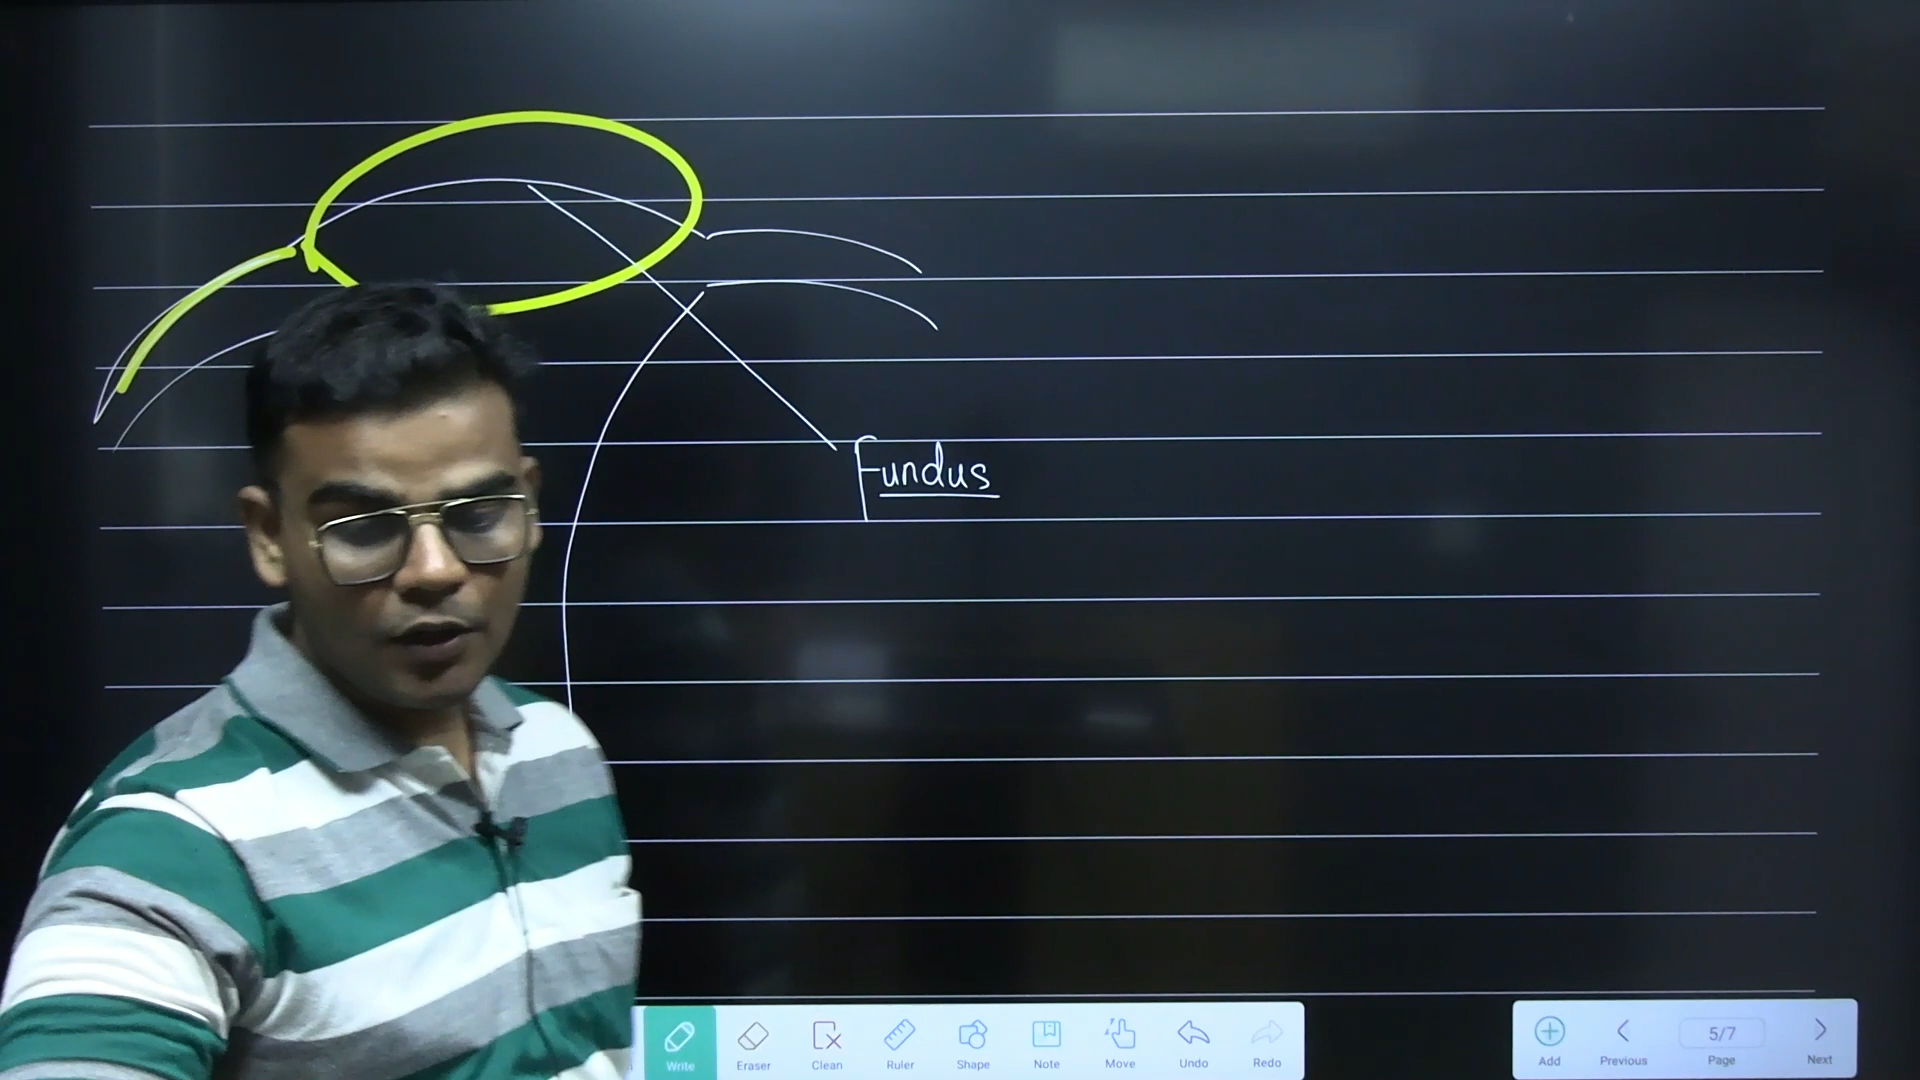 Fundus
Write
Eraser
Clean
Ruler
Shape
Note
Move
Undo
Redo
Add
Previous
5/7
Page
Next